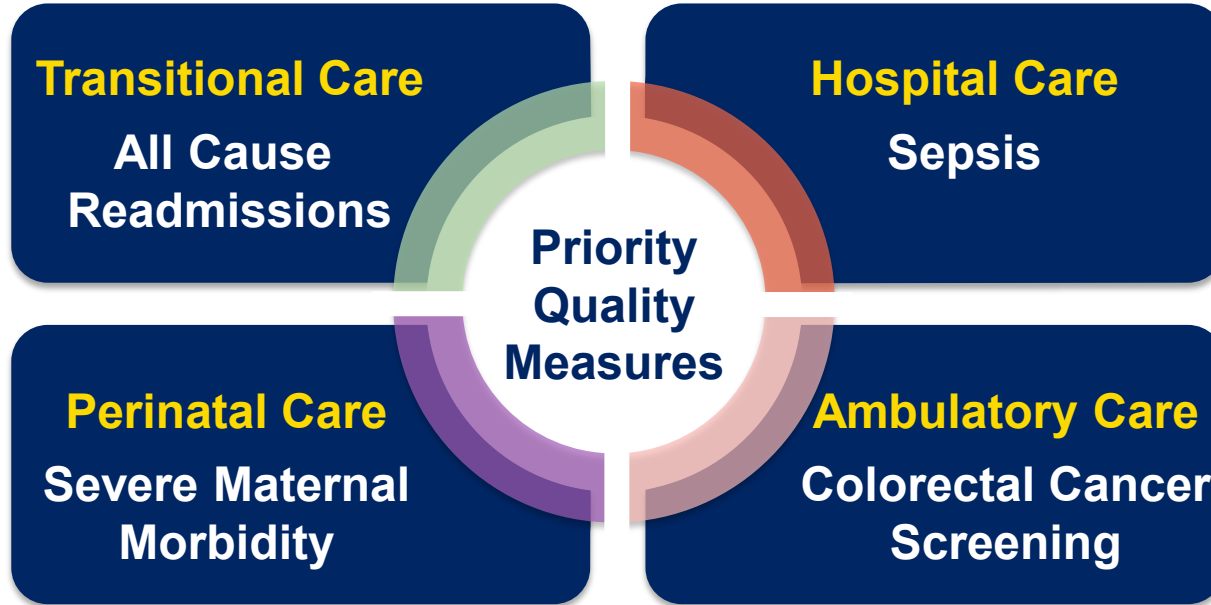 Transitional Care
All Cause
Readmissions
Hospital Care
Sepsis
Priority
Quality
Measures
Perinatal Care
Severe Maternal
Morbidity
Ambulatory Care
Colorectal Cancer
Screening